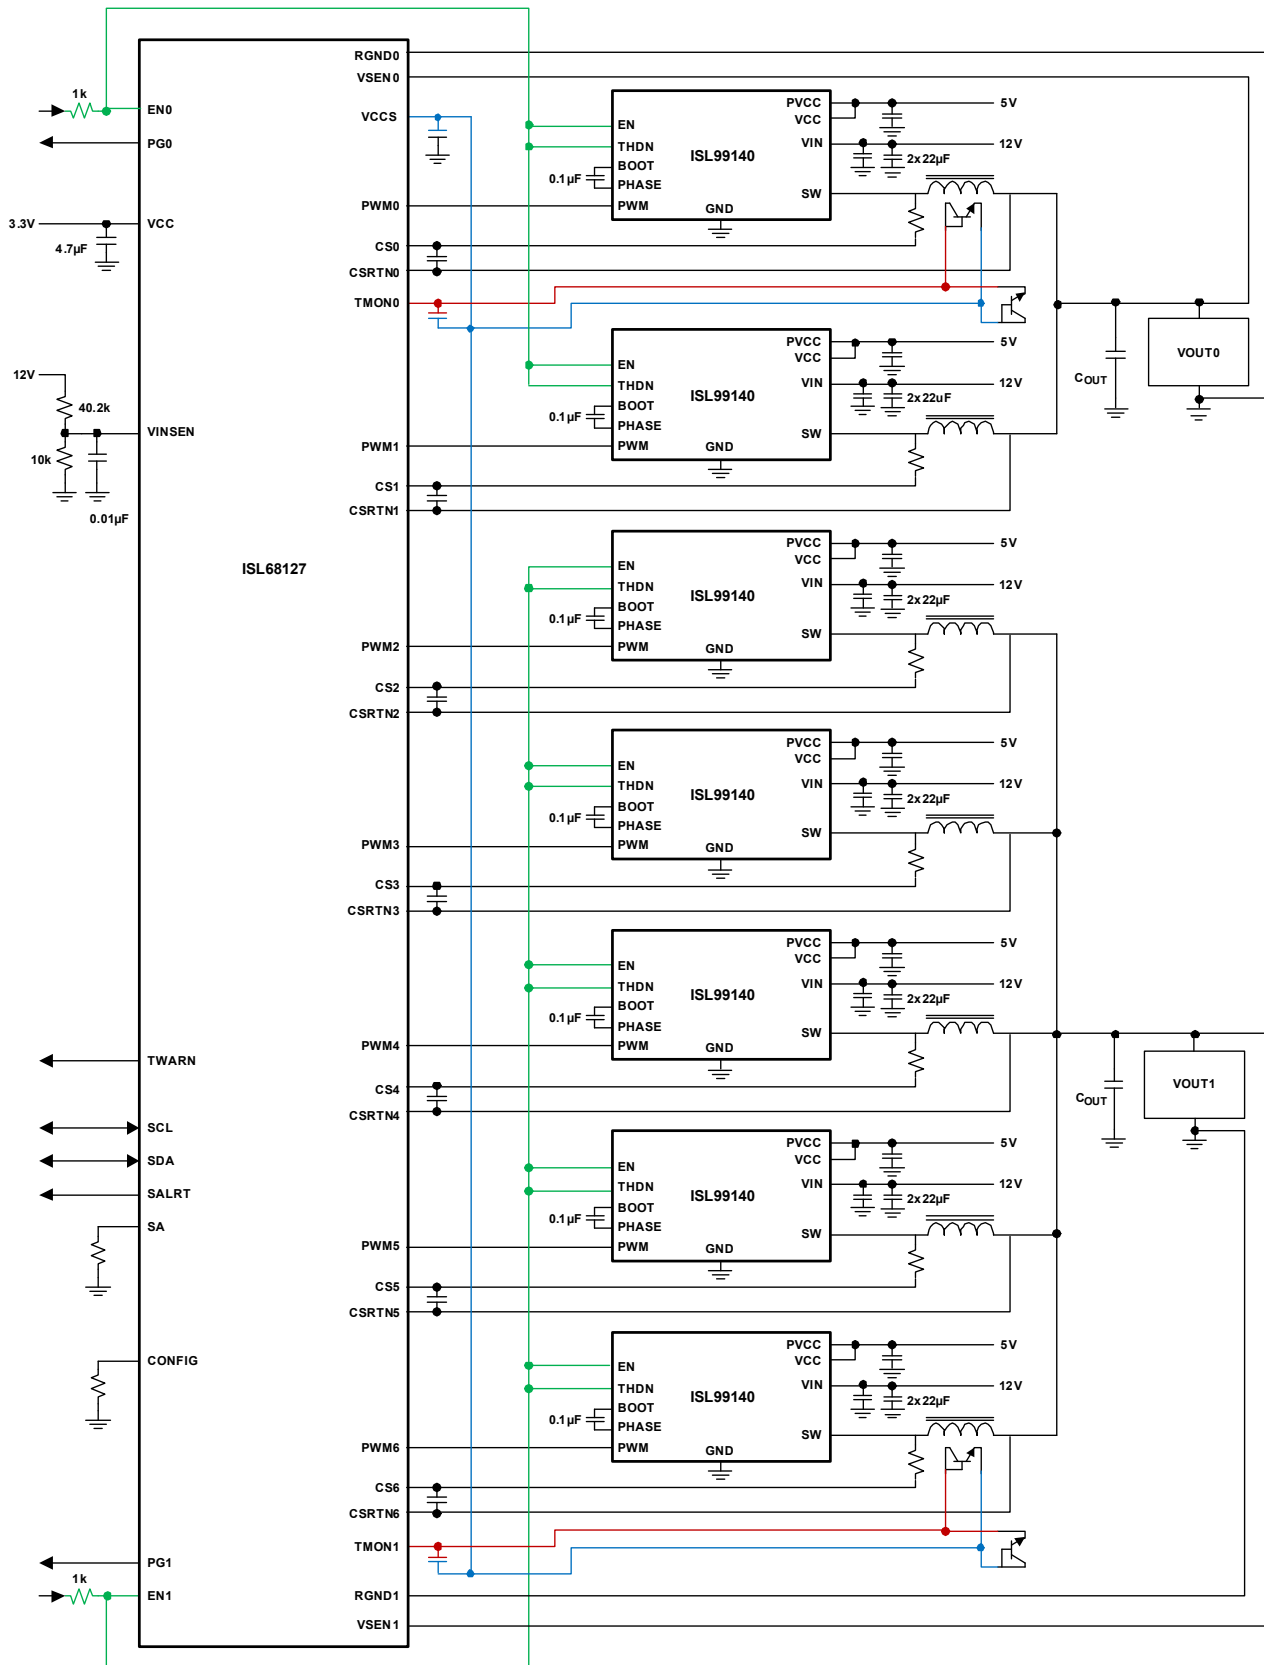 RGND0
VSEN0
1k
EN0
VCCS
PG0
3.3V
VCC
4.7µF
PWM0
CS0
CSRTN0
TMON0
12V
40.2k
VINSEN
10k
0.01µF
PWM1
CS1
CSRTN1
ISL68127
PWM2
CS2
CSRTN2
PWM3
CS3
CSRTN3
PWM4
TWARN
CS4
CSRTN4
SCL
SDA
SALRT
SA
PWM5
CS5
CSRTN5
CONFIG
PWM6
CS6
CSRTN6
TMON1
PG1
1k
EN1
RGND1
VSEN1
PVCC
5V
VCC
EN
VIN
12V
THDN
ISL99140
2x22µF
BOOT
0.1µF
PHASE
SW
PWM
GND
PVCC
5V
VCC
EN
VIN
12V
THDN
ISL99140
2x22uF
BOOT
0.1µF
PHASE
SW
PWM
GND
COUT
VOUT0
PVCC
5V
VCC
EN
VIN
12V
THDN
ISL99140
2x22µF
BOOT
0.1µF
PHASE
SW
PWM
GND
PVCC
5V
VCC
EN
VIN
12V
THDN
ISL99140
2x22µF
BOOT
0.1µF
PHASE
SW
PWM
GND
PVCC
5V
VCC
EN
VIN
12V
THDN
ISL99140
2x22µF
BOOT
0.1µF
PHASE
SW
PWM
GND
COUT
VOUT1
PVCC
5V
VCC
EN
VIN
12V
THDN
ISL99140
2x22µF
BOOT
0.1µF
PHASE
SW
PWM
GND
PVCC
5V
VCC
EN
VIN
12V
THDN
ISL99140
2x22µF
BOOT
0.1µF
PHASE
SW
PWM
GND